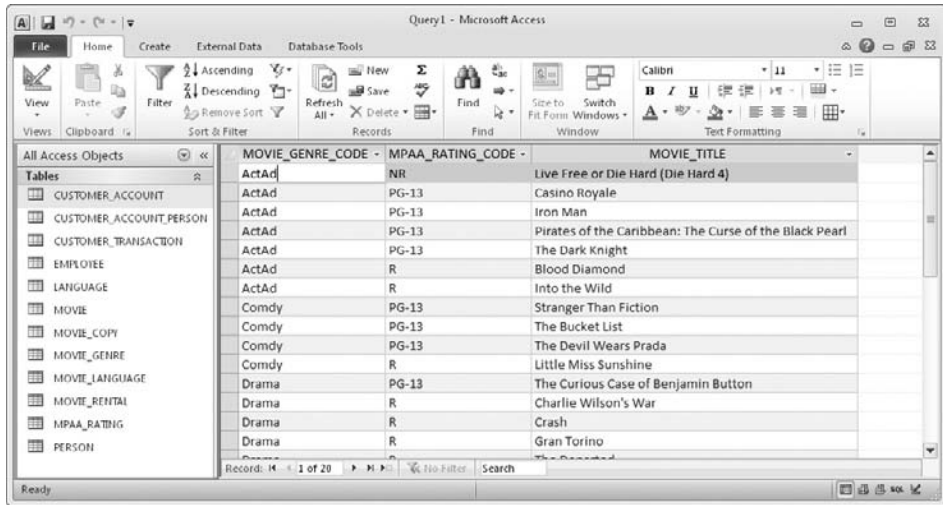 Query1 - Microsoft Access
File Home Create External Data Database Tools
View
Views
Paste
Clipboard
Filter
Ascending
Descending
Remove Sort
Sort & Filter
Refresh All
New
Save
Delete
Records
Find
Find
Size to Fit Form
Switch Windows
Window
Calibri 11
B I U
A
Text Formatting
All Access Objects
Tables
CUSTOMER_ACCOUNT
CUSTOMER_ACCOUNT_PERSON
CUSTOMER_TRANSACTION
EMPLOYEE
LANGUAGE
MOVIE
MOVIE_COPY
MOVIE_GENRE
MOVIE_LANGUAGE
MOVIE_RENTAL
MPAA_RATING
PERSON
MOVIE_GENRE_CODE MPAA_RATING_CODE MOVIE_TITLE
ActAd NR Live Free or Die Hard (Die Hard 4)
ActAd PG-13 Casino Royale
ActAd PG-13 Iron Man
ActAd PG-13 Pirates of the Caribbean: The Curse of the Black Pearl
ActAd PG-13 The Dark Knight
ActAd R Blood Diamond
ActAd R Into the Wild
Comdy PG-13 Stranger Than Fiction
Comdy PG-13 The Bucket List
Comdy PG-13 The Devil Wears Prada
Comdy R Little Miss Sunshine
Drama PG-13 The Curious Case of Benjamin Button
Drama R Charlie Wilson's War
Drama R Crash
Drama R Gran Torino
Record: 1 of 20 No Filter Search
Ready SQL